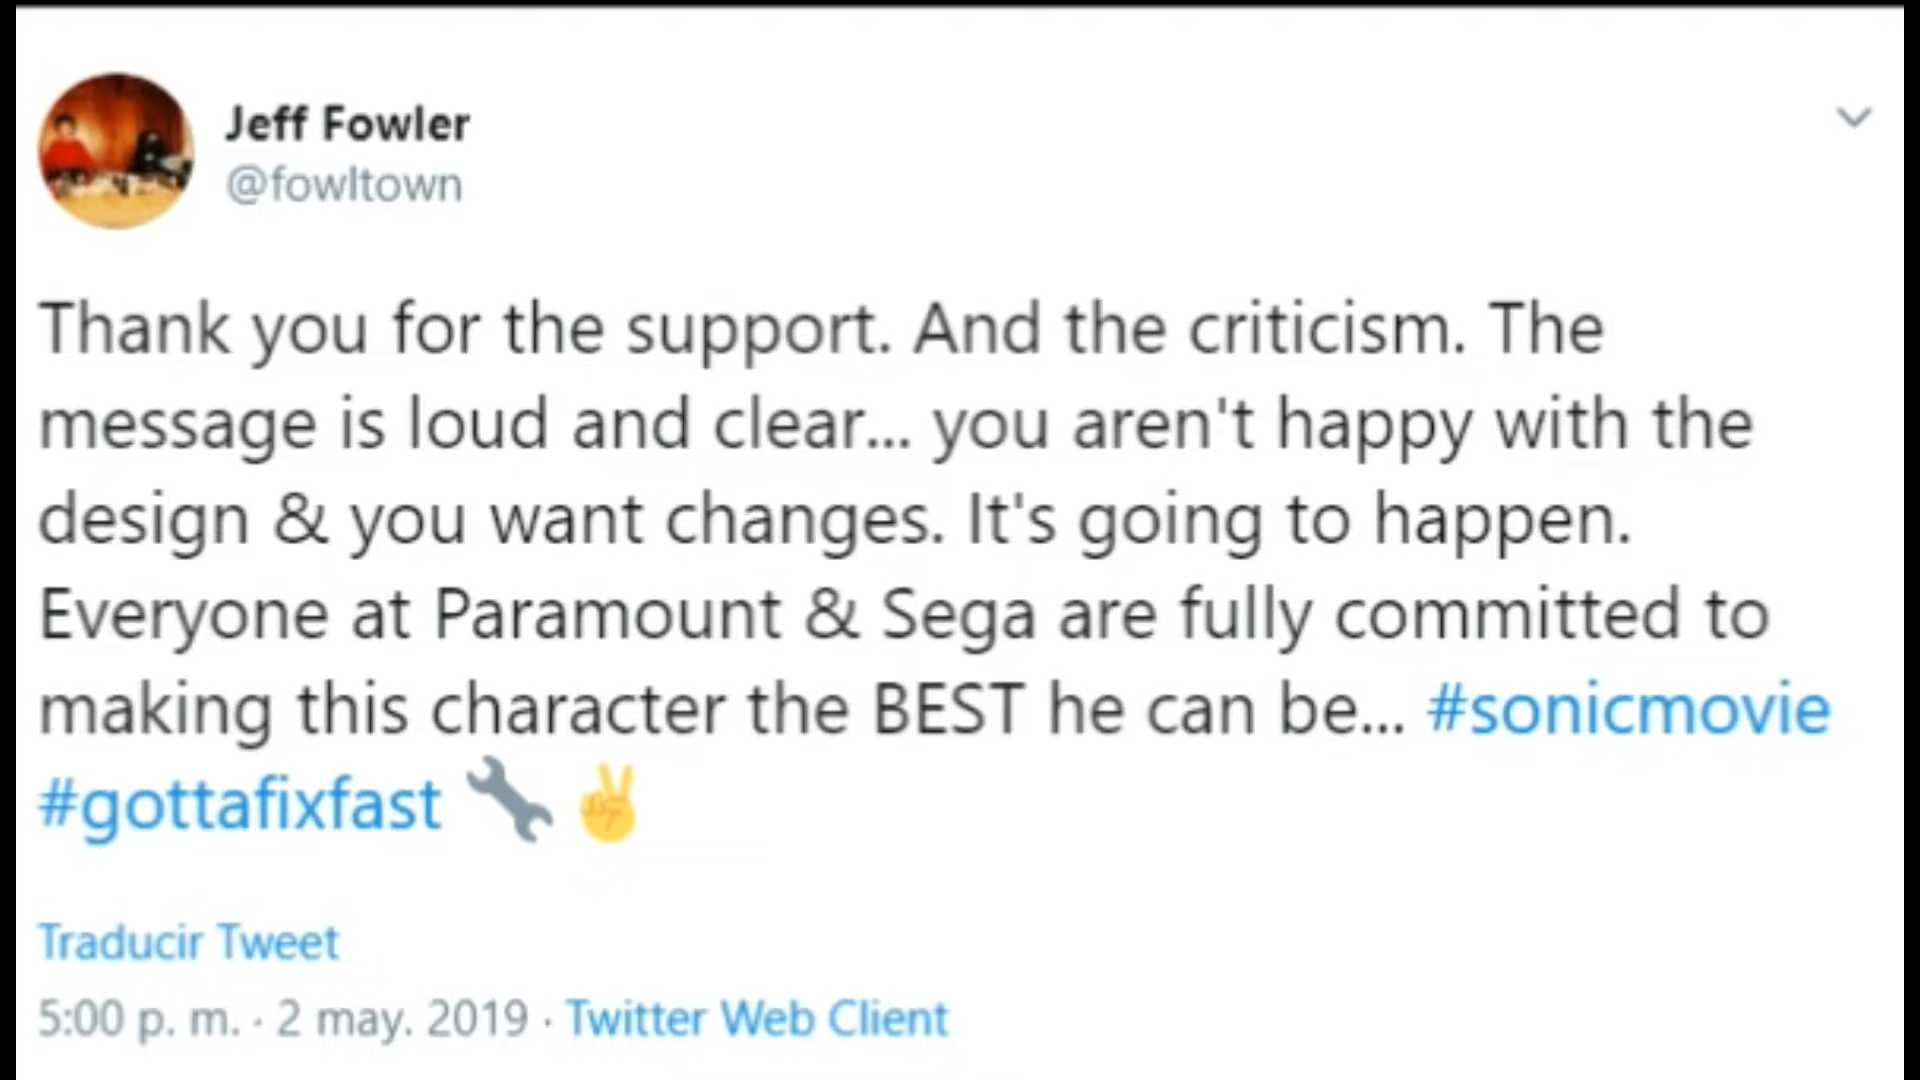 Jeff Fowler
@fowltown
Thank you for the support. And the criticism. The
message is loud and clear... you aren't happy with the
design & you want changes. It's going to happen.
Everyone at Paramount & Sega are fully committed to
making this character the BEST he can be... #sonicmovie
#gottafixfast 🔧✌️
Traducir Tweet
5:00 p. m. · 2 may. 2019 · Twitter Web Client